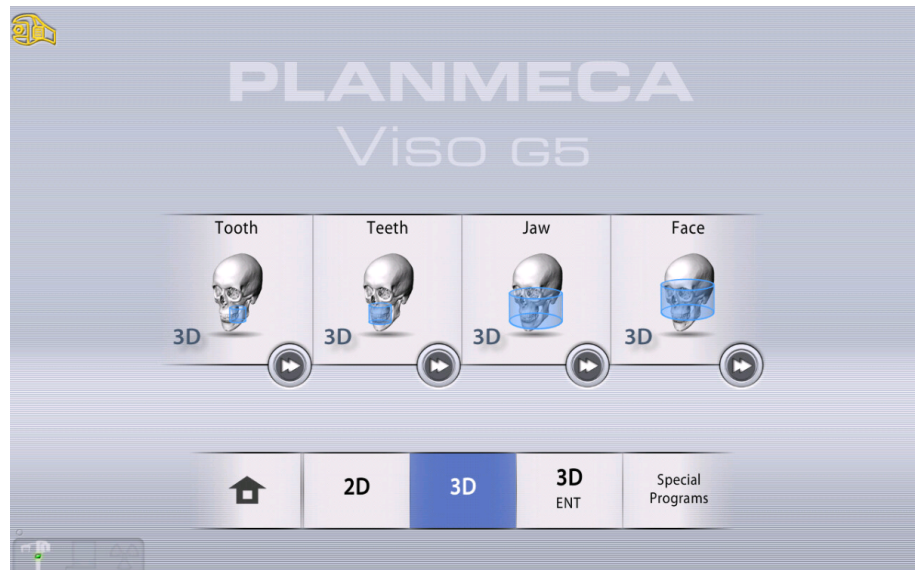 PLANMECA
Viso G5
Tooth
Teeth
Jaw
Face
3D
3D
3D
3D
2D
3D
3D
ENT
Special
Programs